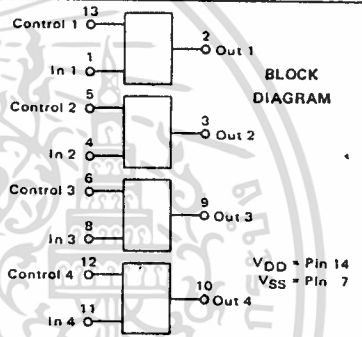 13
Control 1
2
Out 1
1
In 1
BLOCK
DIAGRAM
5
Control 2
3
Out 2
4
In 2
6
Control 3
9
Out 3
8
In 3
12
Control 4
10
Out 4
11
In 4
VDD = Pin 14
VSS = Pin 7